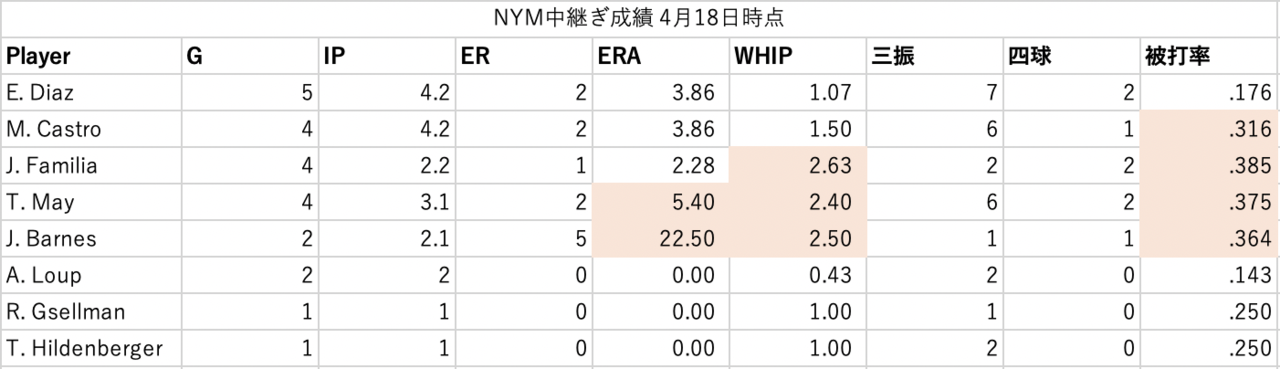 NYM中継ぎ成績 4月18日時点
Player G IP ER ERA WHIP 三振 四球 被打率
E. Diaz 5 4.2 2 3.86 1.07 7 2 .176
M. Castro 4 4.2 2 3.86 1.50 6 1 .316
J. Familia 4 2.2 1 2.28 2.63 2 2 .385
T. May 4 3.1 2 5.40 2.40 6 2 .375
J. Barnes 2 2.1 5 22.50 2.50 1 1 .364
A. Loup 2 2 0 0.00 0.43 2 0 .143
R. Gsellman 1 1 0 0.00 1.00 1 0 .250
T. Hildenberger 1 1 0 0.00 1.00 2 0 .250